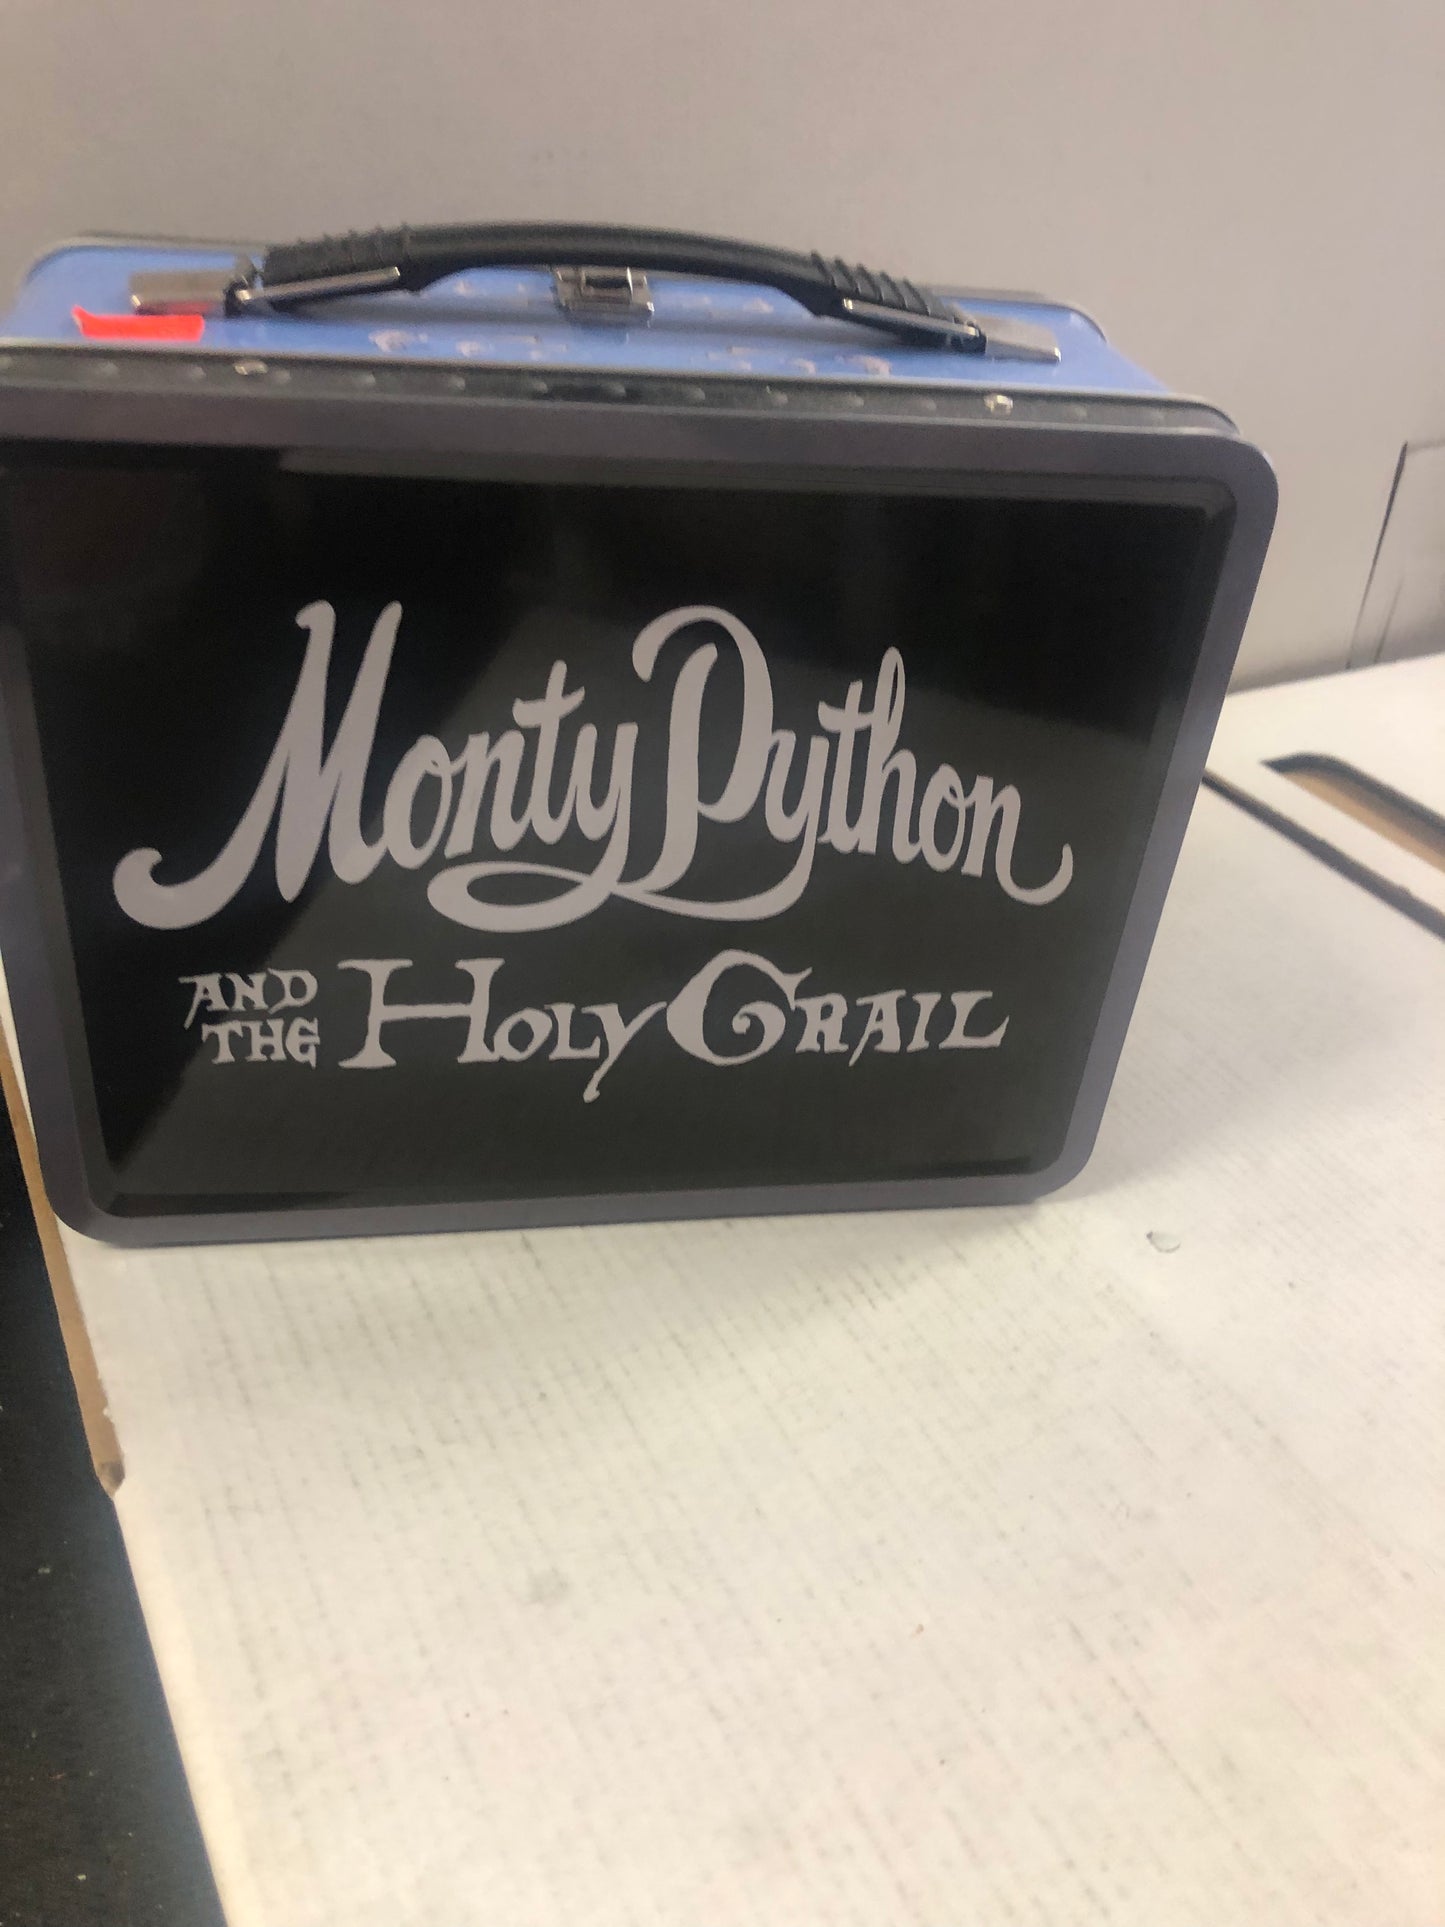 Monty Python
AND
THE
HOLY GRAIL